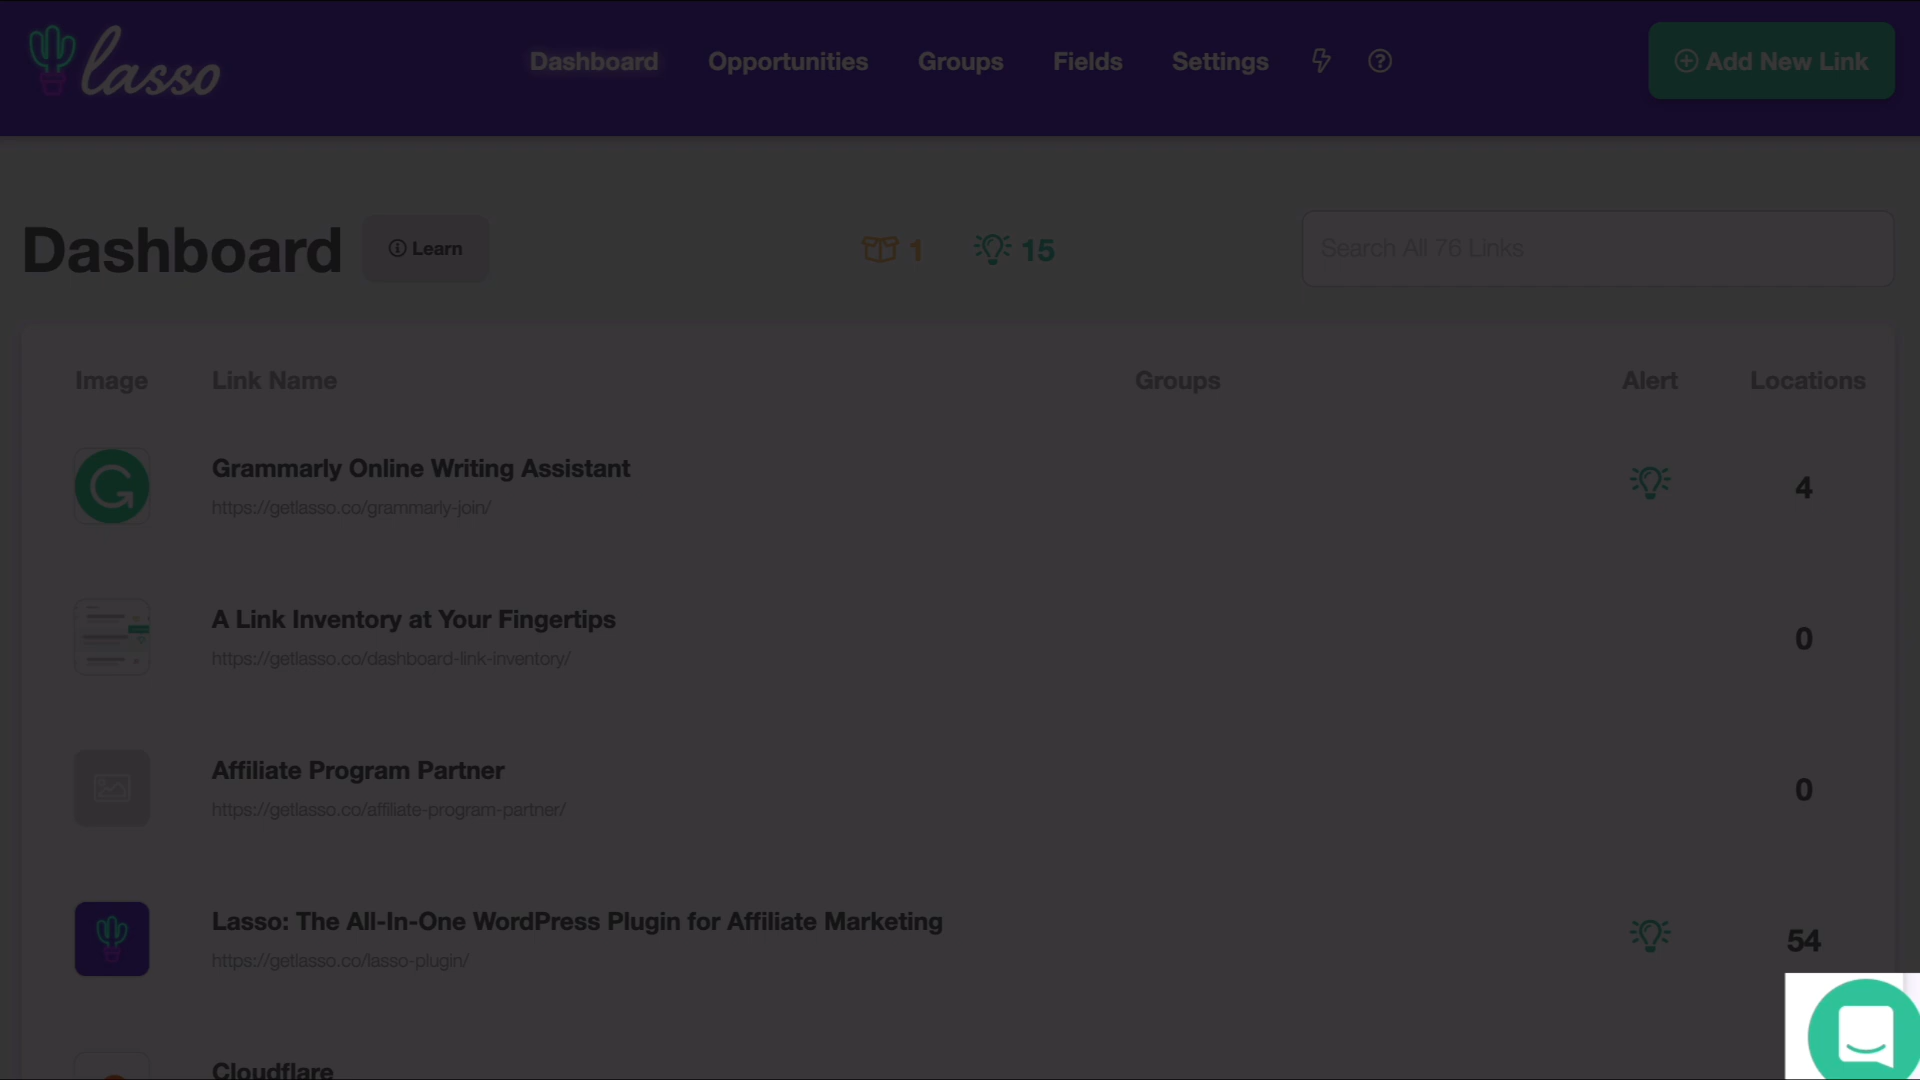 lasso
Dashboard
Opportunities
Groups
Fields
Settings
Add New Link
Dashboard
Learn
1
15
Search All 76 Links
Image
Link Name
Groups
Alert
Locations
Grammarly Online Writing Assistant
https://getlasso.co/grammarly-join/
4
A Link Inventory at Your Fingertips
https://getlasso.co/dashboard-link-inventory/
0
Affiliate Program Partner
https://getlasso.co/affiliate-program-partner/
0
Lasso: The All-In-One WordPress Plugin for Affiliate Marketing
https://getlasso.co/lasso-plugin/
54
Cloudflare